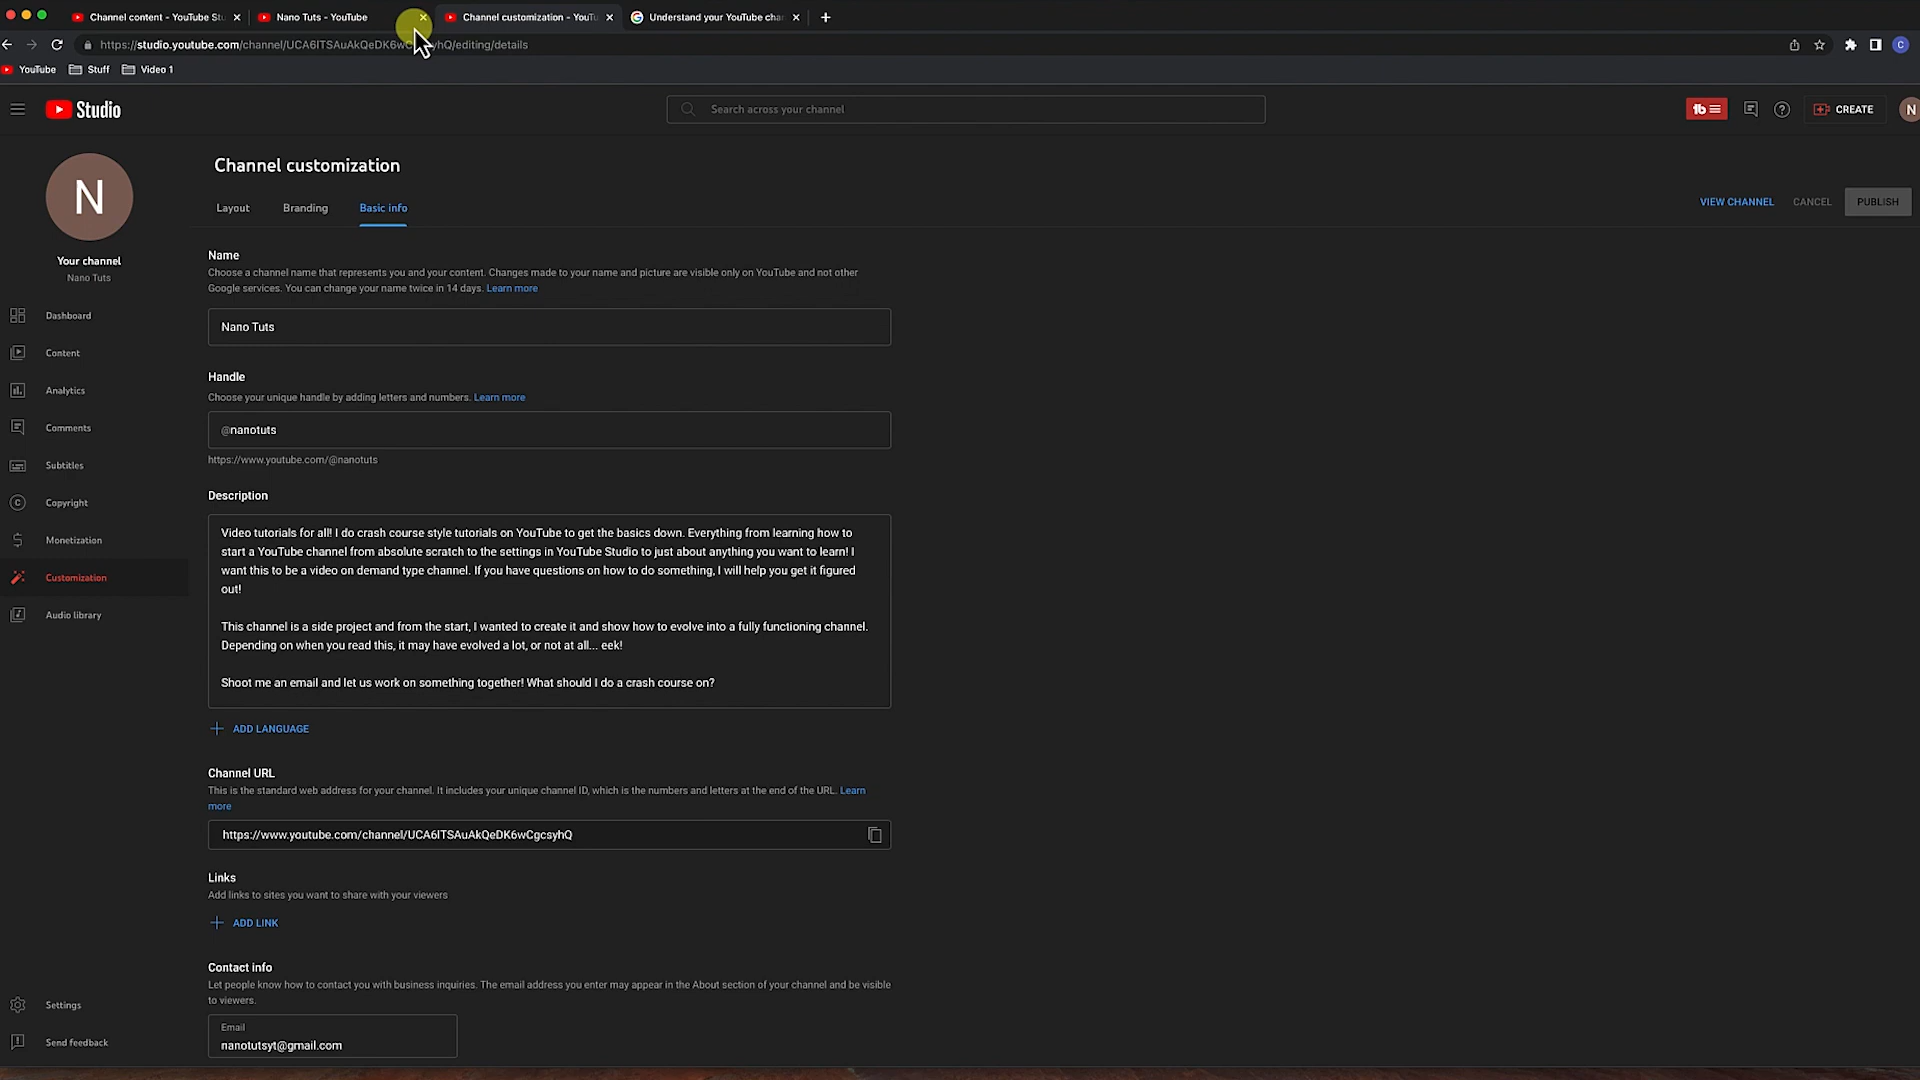 Channel content - YouTube Stu
Nano Tuts - YouTube
Channel customization - YouTu
Understand your YouTube chan
https://studio.youtube.com/channel/UCA6ITSAuAkQeDK6wC yhQ/editing/details
C
YouTube
Stuff
Video 1
Studio
Search across your channel
CREATE
N
N
Channel customization
Layout
Branding
Basic info
VIEW CHANNEL
CANCEL
PUBLISH
Your channel
Nano Tuts
Dashboard
Content
Analytics
Comments
Subtitles
Copyright
Monetization
Customization
Audio library
Settings
Send feedback
Name
Choose a channel name that represents you and your content. Changes made to your name and picture are visible only on YouTube and not other
Google services. You can change your name twice in 14 days. Learn more
Nano Tuts
Handle
Choose your unique handle by adding letters and numbers. Learn more
@nanotuts
https://www.youtube.com/@nanotuts
Description
Video tutorials for all! I do crash course style tutorials on YouTube to get the basics down. Everything from learning how to
start a YouTube channel from absolute scratch to the settings in YouTube Studio to just about anything you want to learn! I
want this to be a video on demand type channel. If you have questions on how to do something, I will help you get it figured
out!
This channel is a side project and from the start, I wanted to create it and show how to evolve into a fully functioning channel.
Depending on when you read this, it may have evolved a lot, or not at all... eek!
Shoot me an email and let us work on something together! What should I do a crash course on?
ADD LANGUAGE
Channel URL
This is the standard web address for your channel. It includes your unique channel ID, which is the numbers and letters at the end of the URL. Learn
more
https://www.youtube.com/channel/UCA6ITSAuAkQeDK6wCgcsyhQ
Links
Add links to sites you want to share with your viewers
ADD LINK
Contact info
Let people know how to contact you with business inquiries. The email address you enter may appear in the About section of your channel and be visible
to viewers.
Email
nanotutsyt@gmail.com